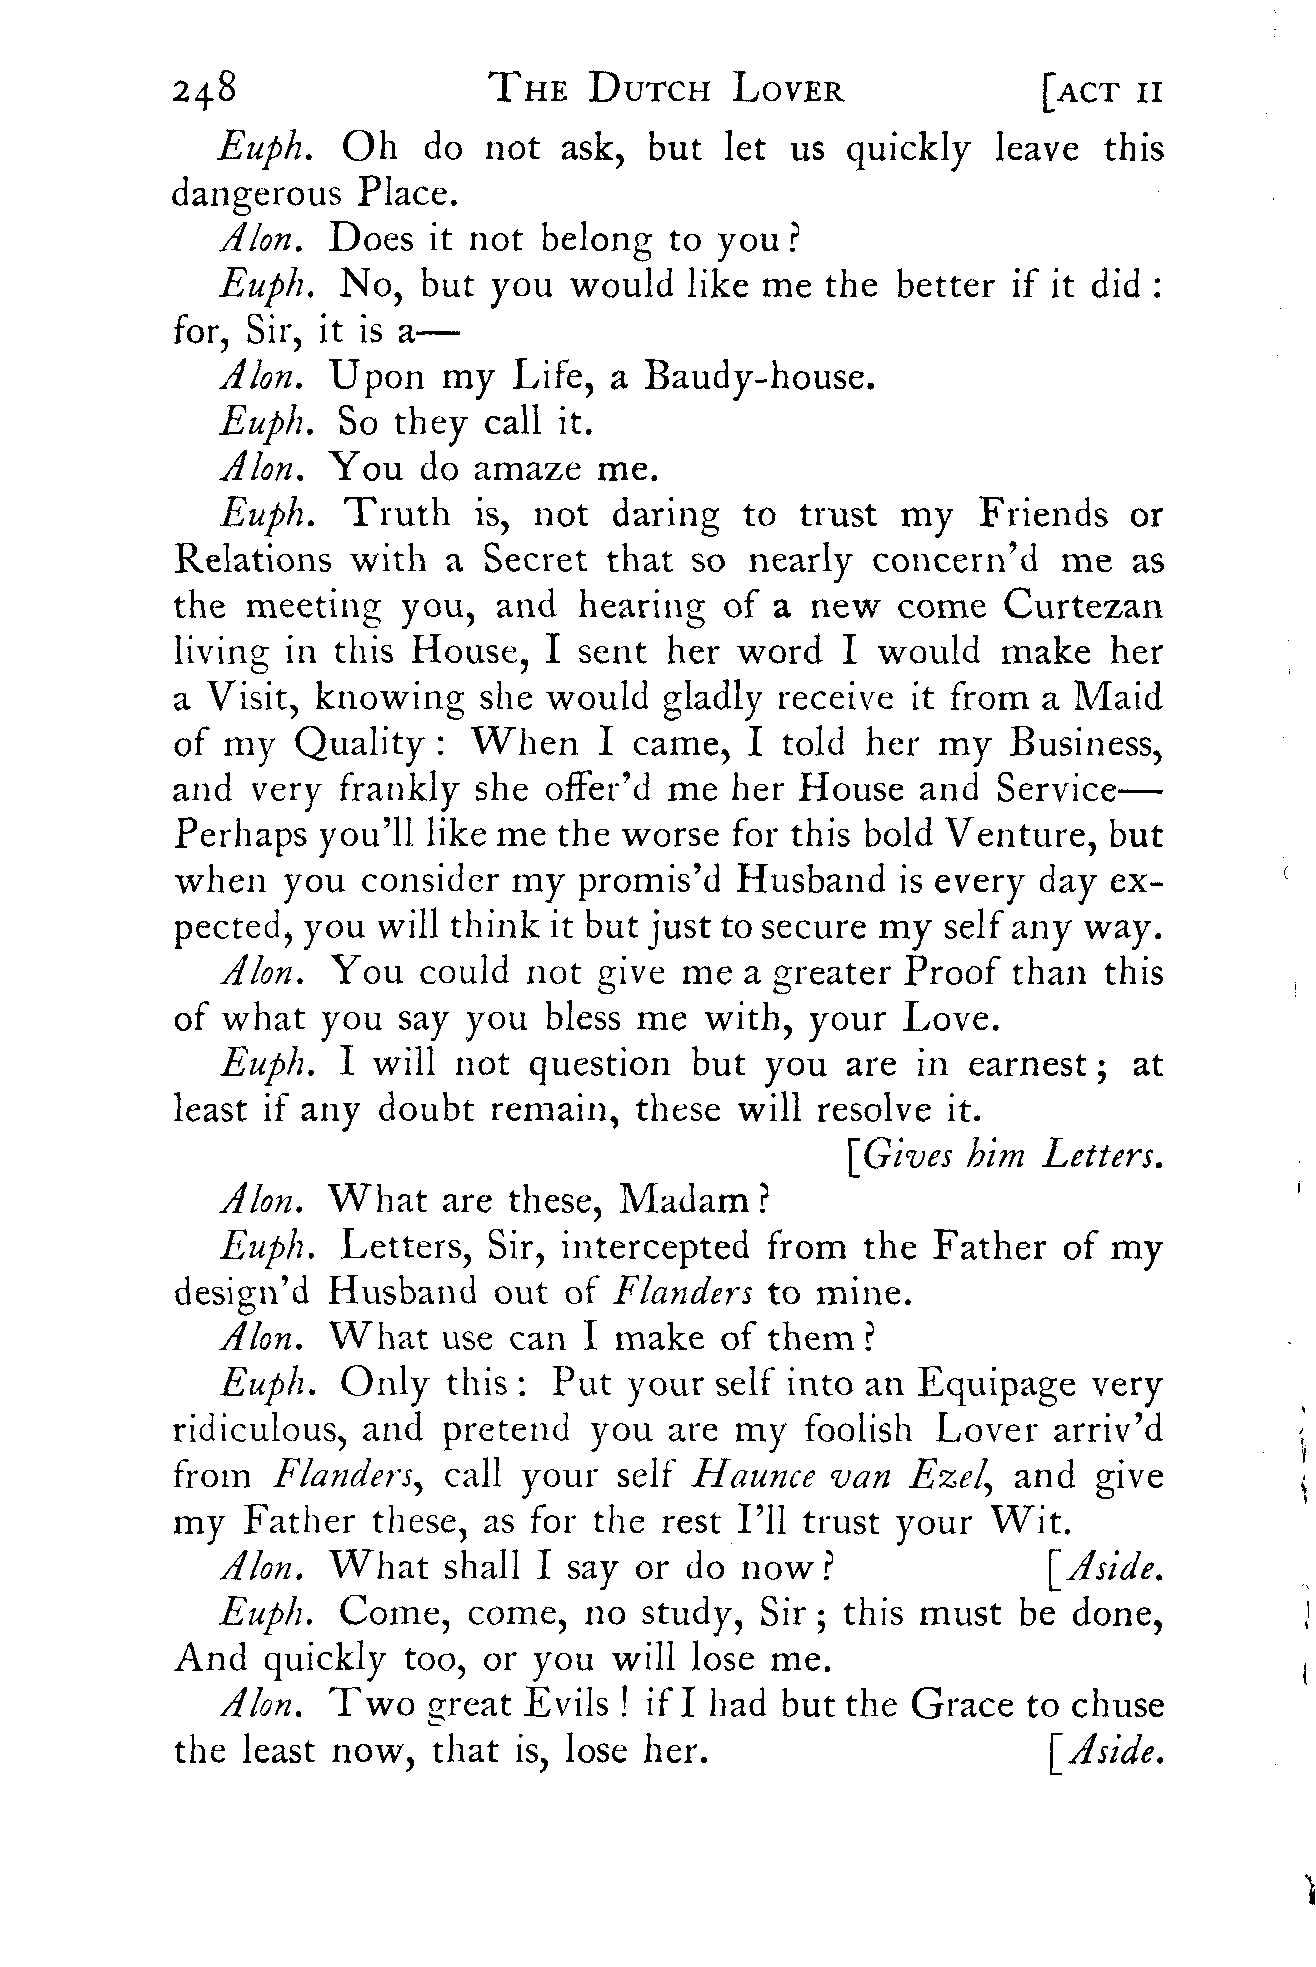 248 THE DUTCH LOVER [ACT II
Euph. Oh do not ask, but let us quickly leave this
dangerous Place.
Alon. Does it not belong to you?
Euph. No, but you would like me the better if it did :
for, Sir, it is a—
Alon. Upon my Life, a Baudy-house.
Euph. So they call it.
Alon. You do amaze me.
Euph. Truth is, not daring to trust my Friends or
Relations with a Secret that so nearly concern'd me as
the meeting you, and hearing of a new come Curtezan
living in this House, I sent her word I would make her
a Visit, knowing she would gladly receive it from a Maid
of my Quality : When I came, I told her my Business,
and very frankly she offer'd me her House and Service—
Perhaps you'll like me the worse for this bold Venture, but
when you consider my promis'd Husband is every day ex-
pected, you will think it but just to secure my self any way.
Alon. You could not give me a greater Proof than this
of what you say you bless me with, your Love.
Euph. I will not question but you are in earnest ; at
least if any doubt remain, these will resolve it.
[Gives him Letters.
Alon. What are these, Madam?
Euph. Letters, Sir, intercepted from the Father of my
design'd Husband out of Flanders to mine.
Alon. What use can I make of them?
Euph. Only this : Put your self into an Equipage very
ridiculous, and pretend you are my foolish Lover arriv'd
from Flanders, call your self Haunce van Ezel, and give
my Father these, as for the rest I'll trust your Wit.
Alon. What shall I say or do now? [Aside.
Euph. Come, come, no study, Sir ; this must be done,
And quickly too, or you will lose me.
Alon. Two great Evils ! if I had but the Grace to chuse
the least now, that is, lose her. [Aside.